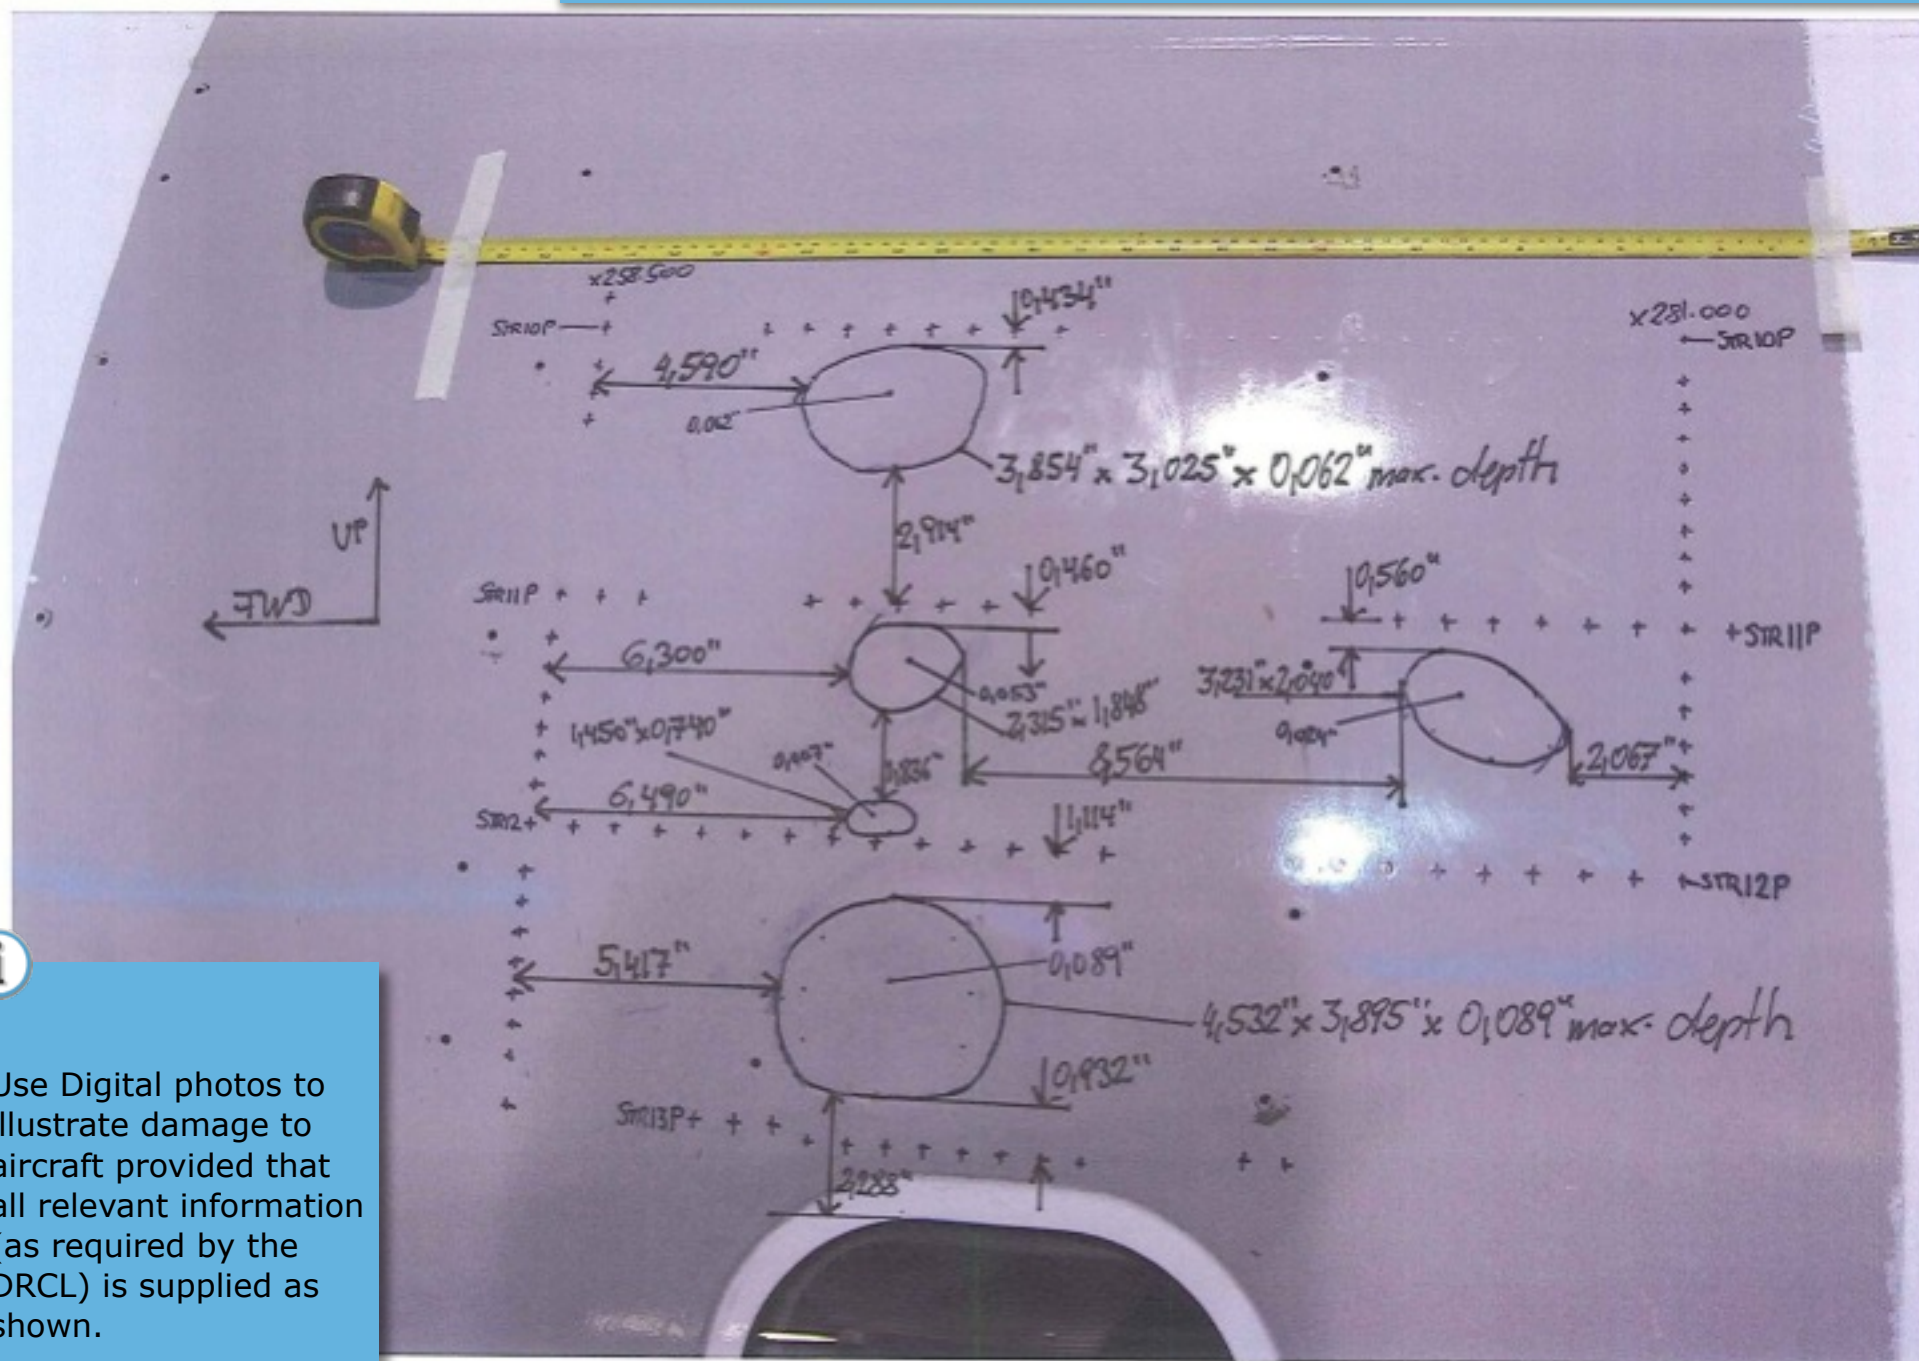 x258.500
0,434"
x281.000
STR10P
STR10P
4,590"
0,062"
3,854" x 3,025" x 0,062" max. depth
UP
2,914"
FWD
STR11P
0,460"
0,560"
STR11P
6,300"
0,053"
2,315" x 1,848"
3,231" x 2,040"
0,024"
1,450" x 0,740"
8,564"
2,067"
6,490"
STR12
1,114"
STR12P
5,417"
0,089"
4,532" x 3,895" x 0,089" max. depth
0,932"
STR13P
2,288"
i
Use Digital photos to
illustrate damage to
aircraft provided that
all relevant information
(as required by the
DRCL) is supplied as
shown.